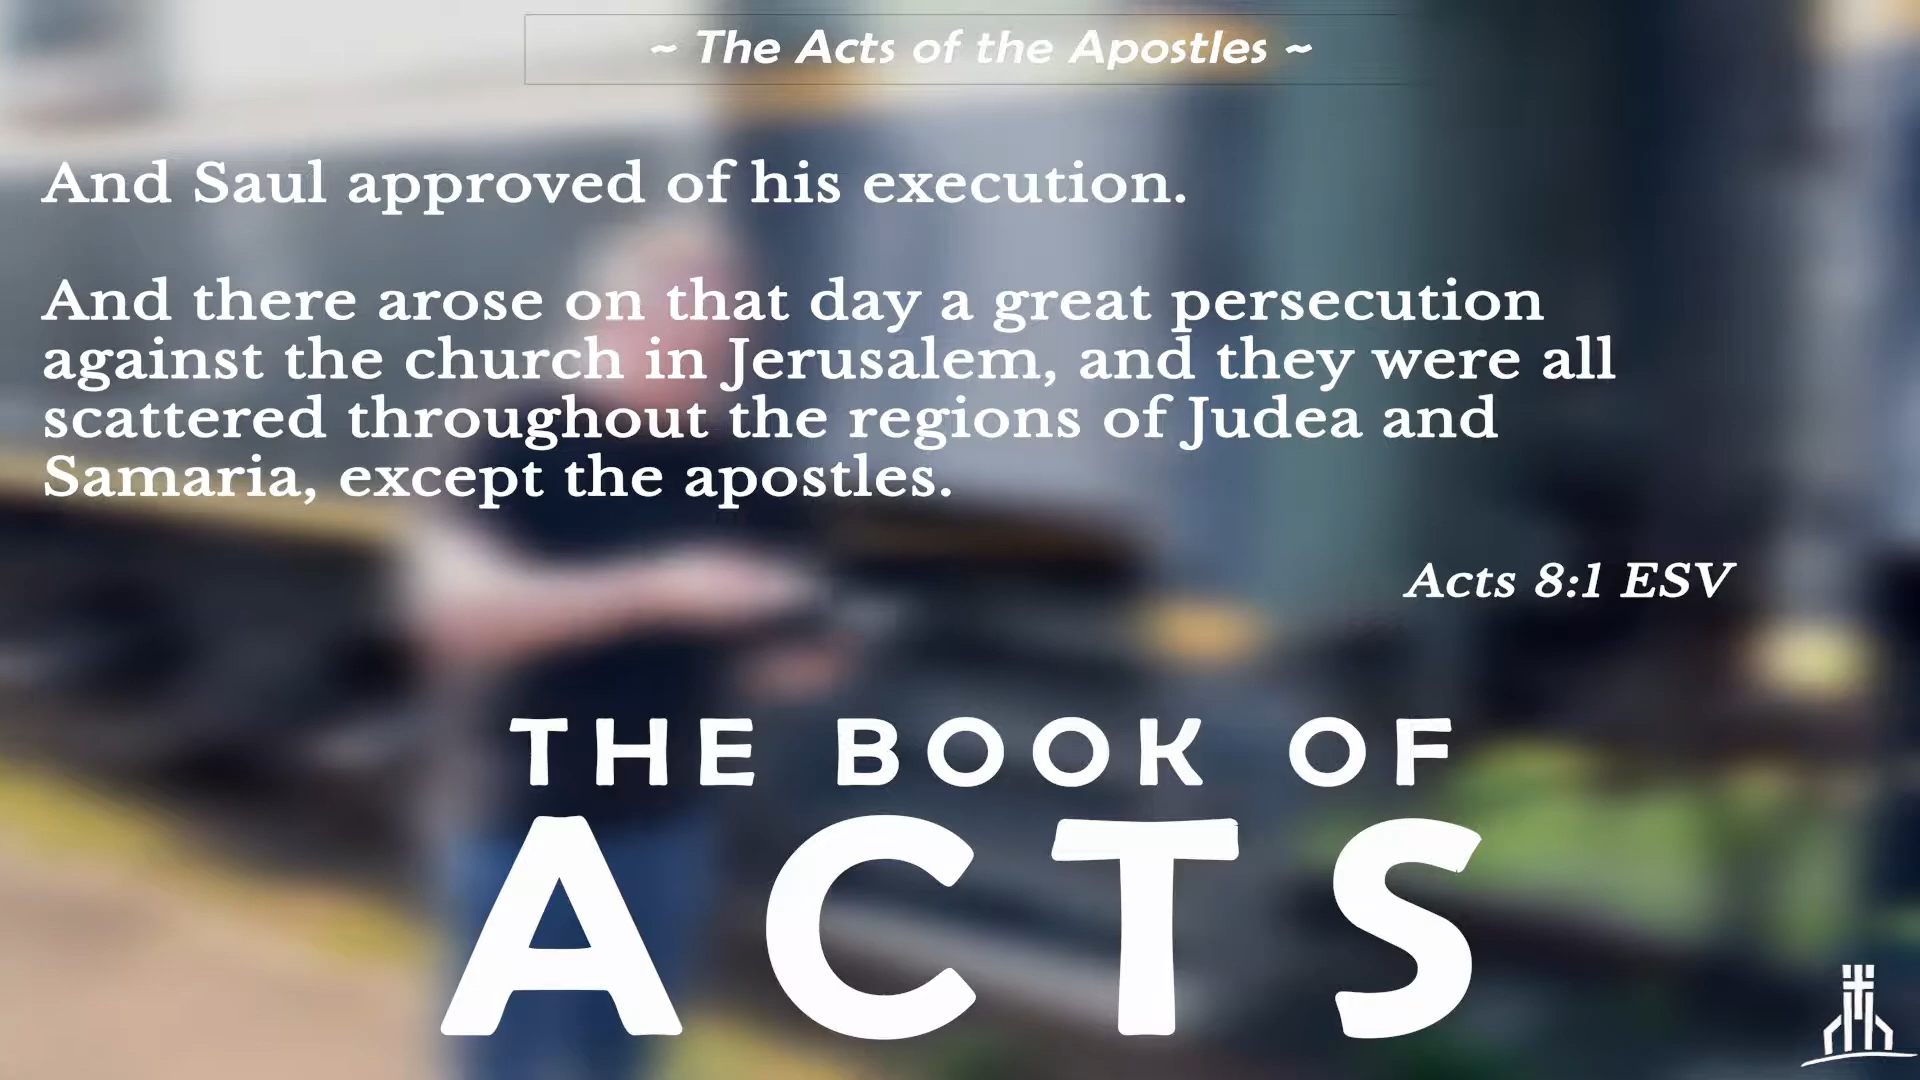 ~ The Acts of the Apostles ~
And Saul approved of his execution.
And there arose on that day a great persecution
against the church in Jerusalem, and they were all
scattered throughout the regions of Judea and
Samaria, except the apostles.
Acts 8:1 ESV
THE BOOK OF
ACTS